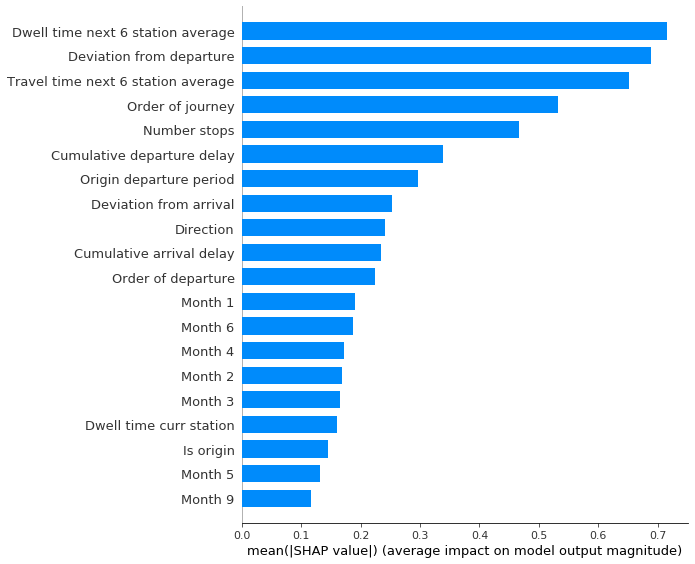 Dwell time next 6 station average
Deviation from departure
Travel time next 6 station average
Order of journey
Number stops
Cumulative departure delay
Origin departure period
Deviation from arrival
Direction
Cumulative arrival delay
Order of departure
Month 1
Month 6
Month 4
Month 2
Month 3
Dwell time curr station
Is origin
Month 5
Month 9
0.0 0.1 0.2 0.3 0.4 0.5 0.6 0.7
mean(|SHAP value|) (average impact on model output magnitude)